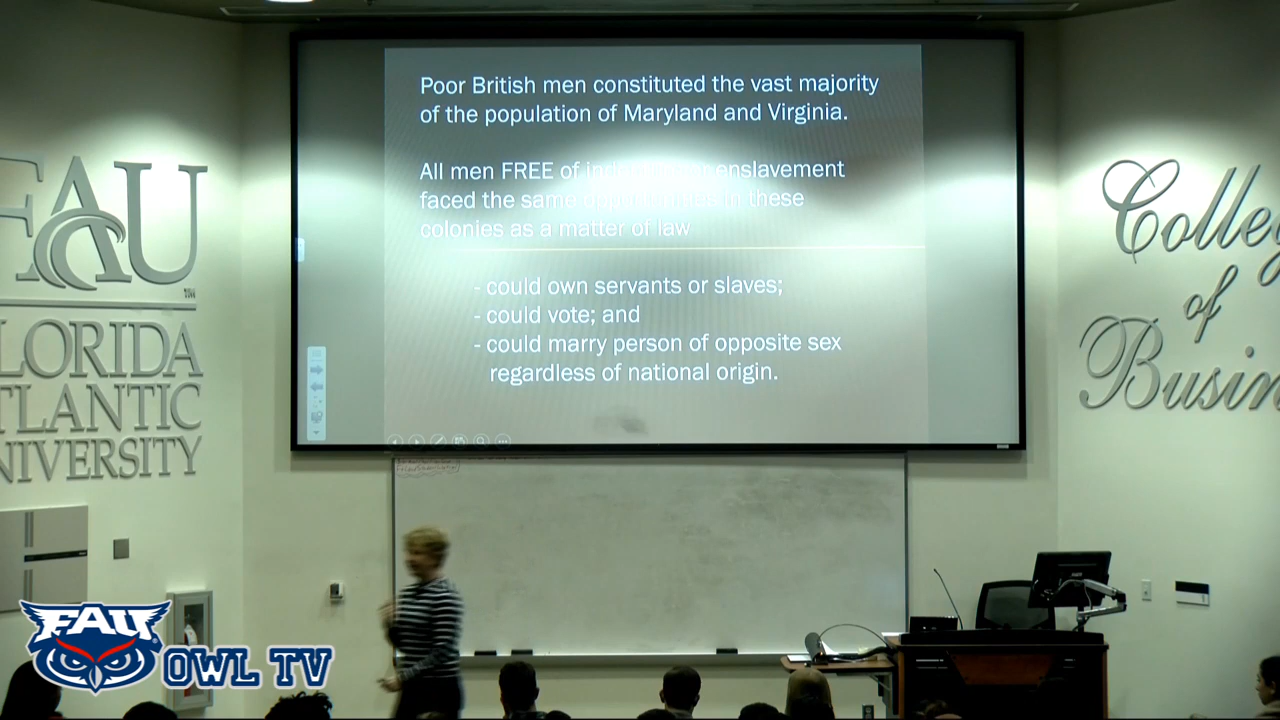 Poor British men constituted the vast majority
of the population of Maryland and Virginia.
All men FREE of enslavement
faced the same in these
colonies as a matter of law
- could own servants or slaves;
- could vote; and
- could marry person of opposite sex
regardless of national origin.
FAU
FLORIDA
ATLANTIC
UNIVERSITY
College
of
Business
FAU
OWL TV